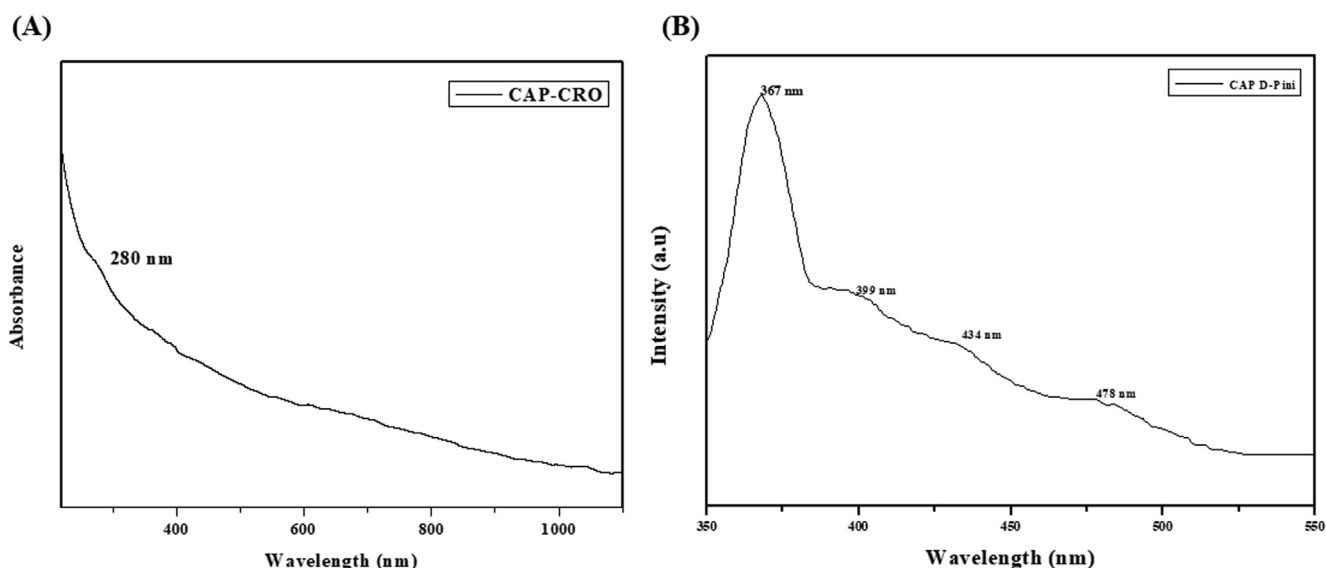 (A)
CAP-CRO
280 nm
Absorbance
400
600
800
1000
Wavelength (nm)
(B)
CAP D-Pini
367 nm
399 nm
434 nm
478 nm
Intensity (a.u)
350
400
450
500
550
Wavelength (nm)